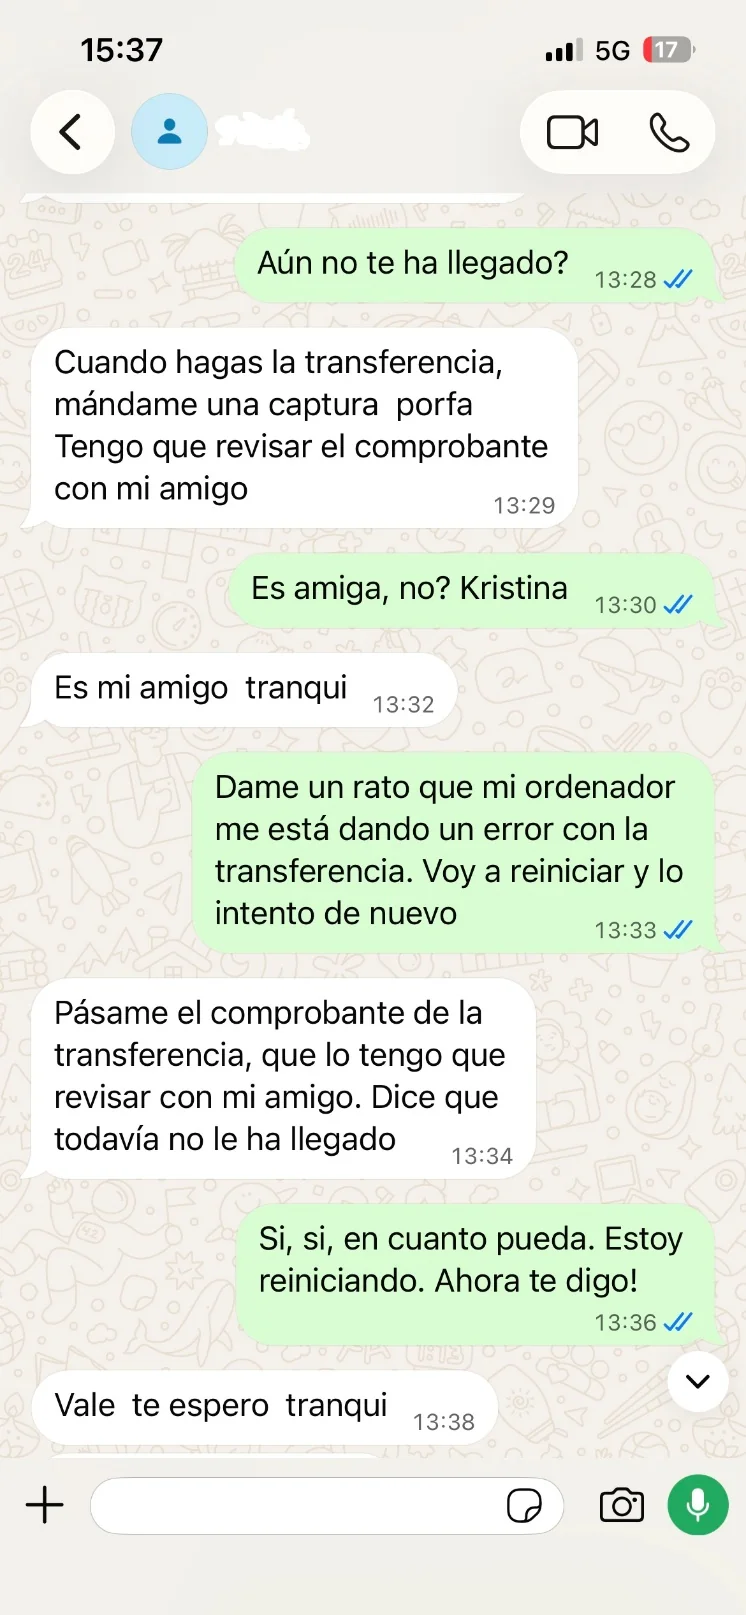 15:37
5G
17
Aún no te ha llegado?
13:28
Cuando hagas la transferencia,
mándame una captura  porfa
Tengo que revisar el comprobante
con mi amigo
13:29
Es amiga, no? Kristina
13:30
Es mi amigo  tranqui
13:32
Dame un rato que mi ordenador
me está dando un error con la
transferencia. Voy a reiniciar y lo
intento de nuevo
13:33
Pásame el comprobante de la
transferencia, que lo tengo que
revisar con mi amigo. Dice que
todavía no le ha llegado
13:34
Si, si, en cuanto pueda. Estoy
reiniciando. Ahora te digo!
13:36
Vale  te espero  tranqui
13:38